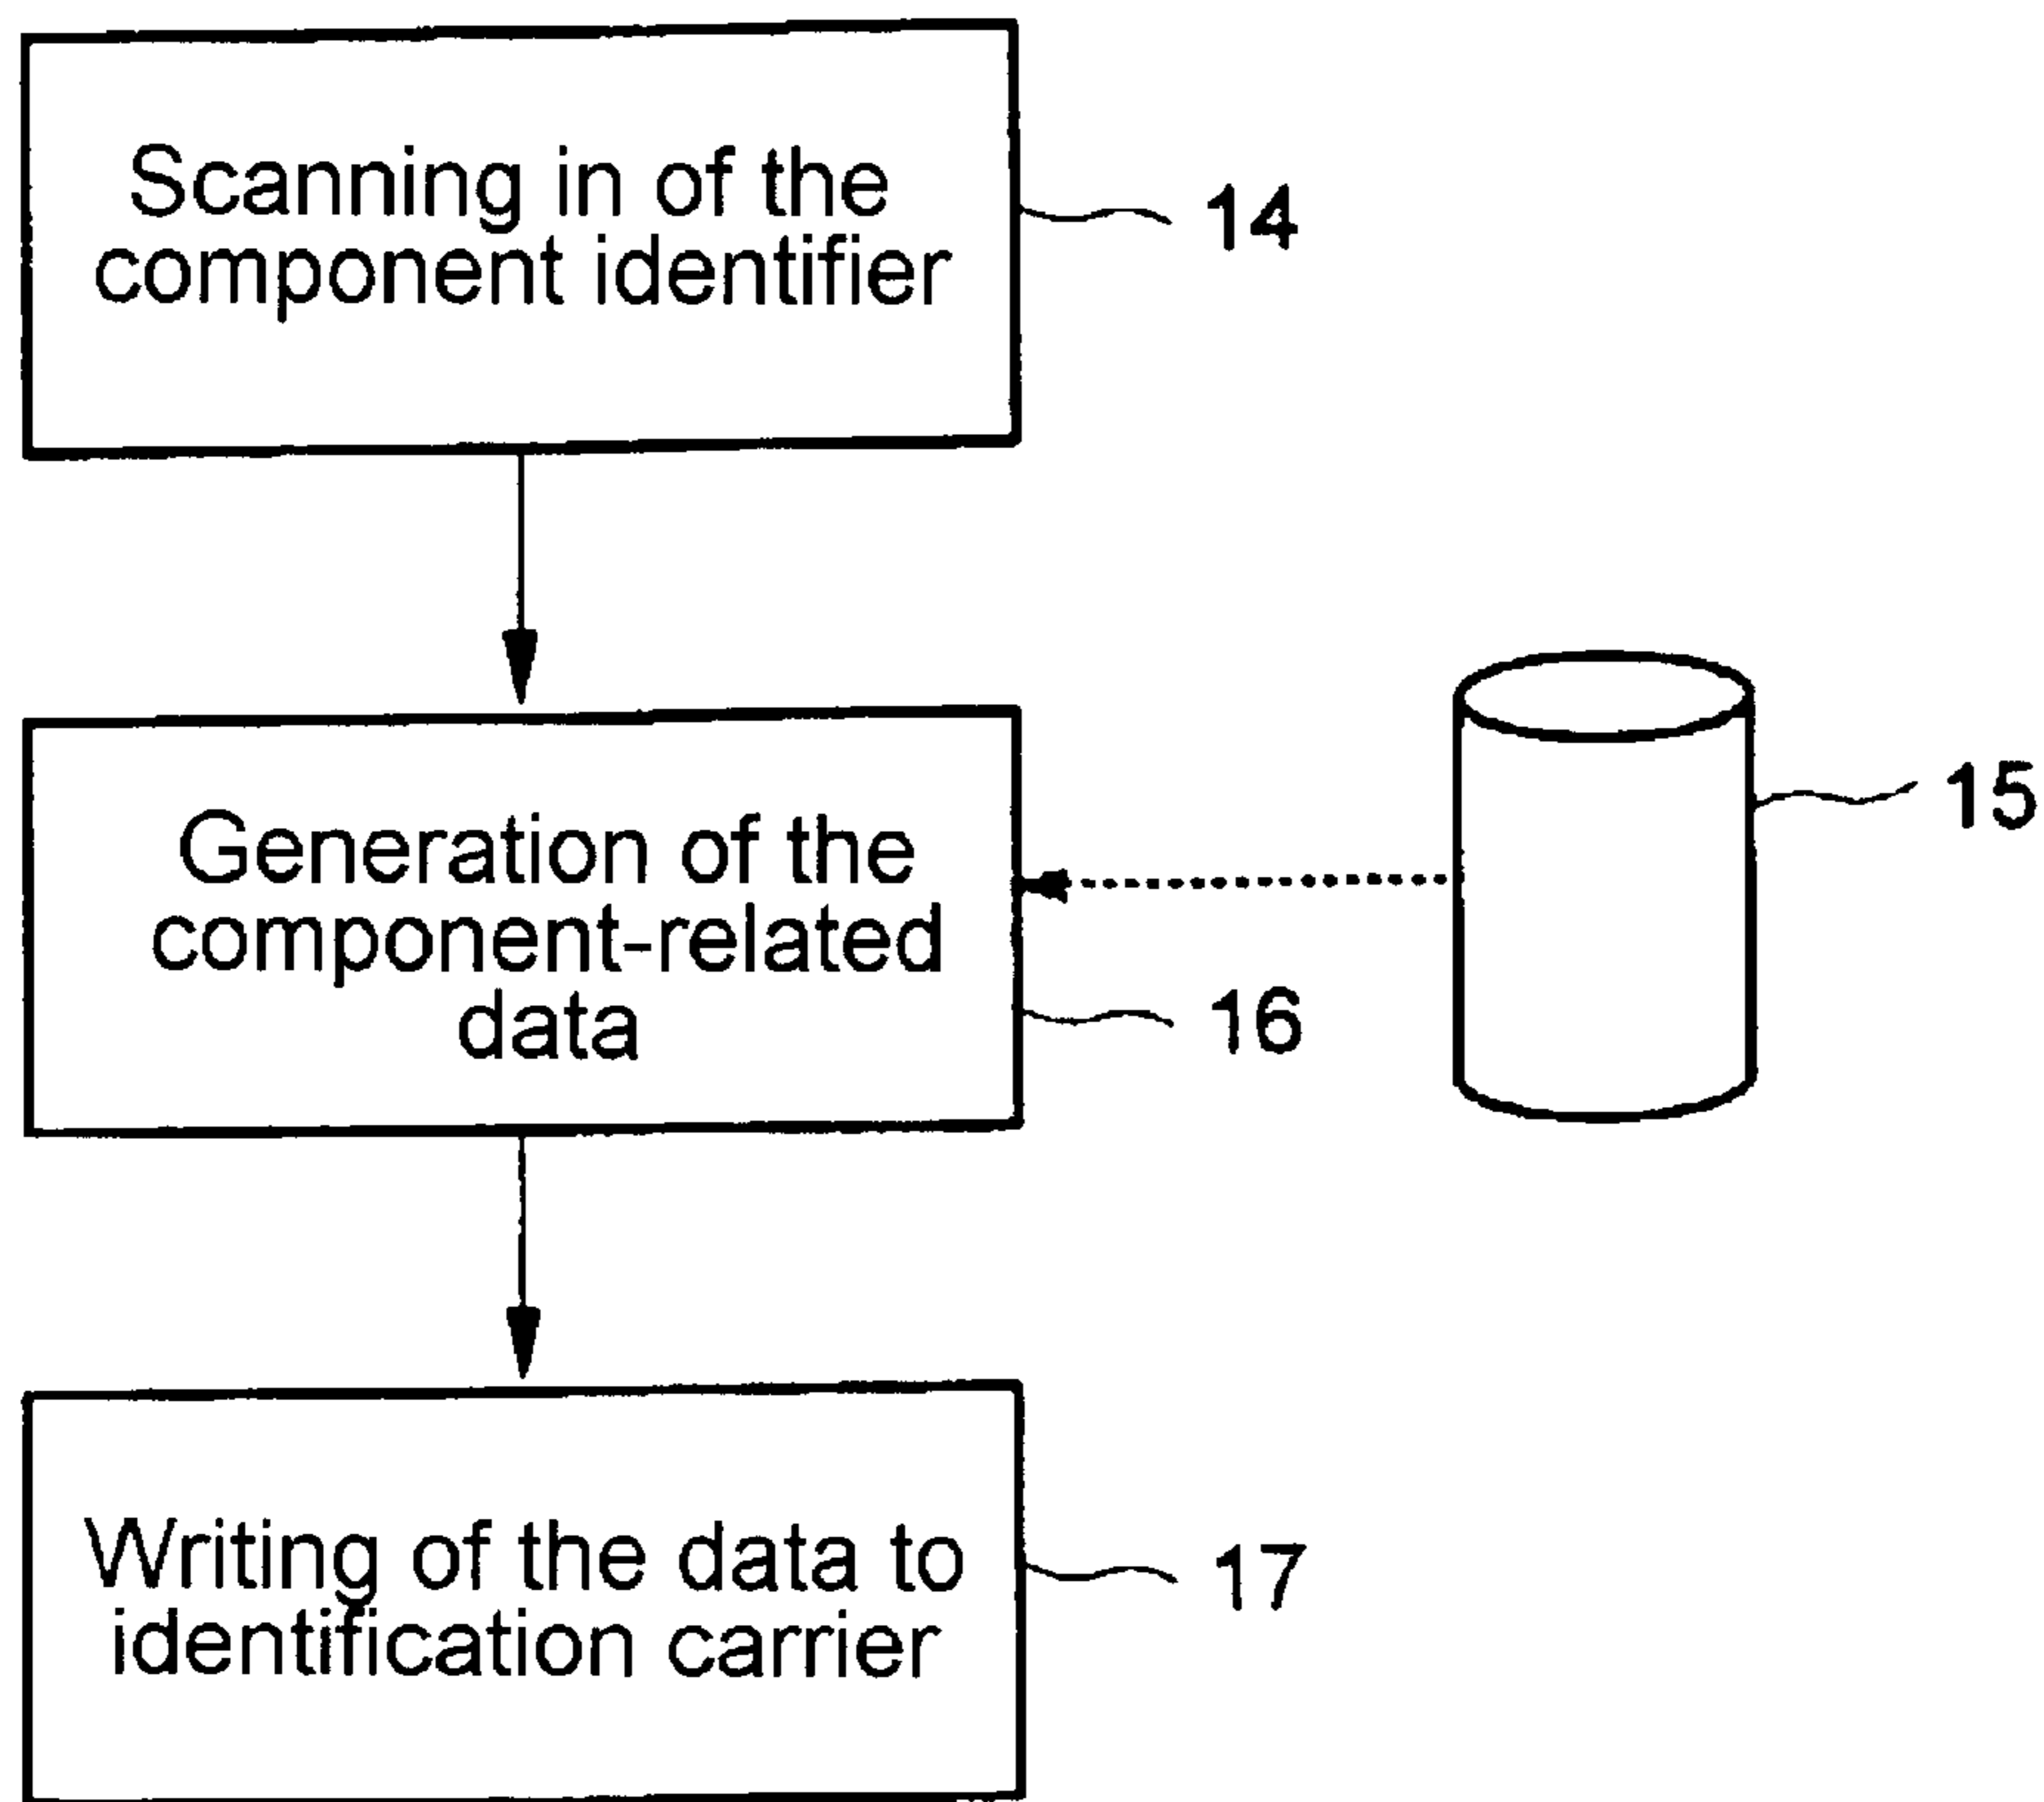 Scanning in of the
component identifier
14
15
Generation of the
component-related
data
16
Writing of the data to
identification carrier
17